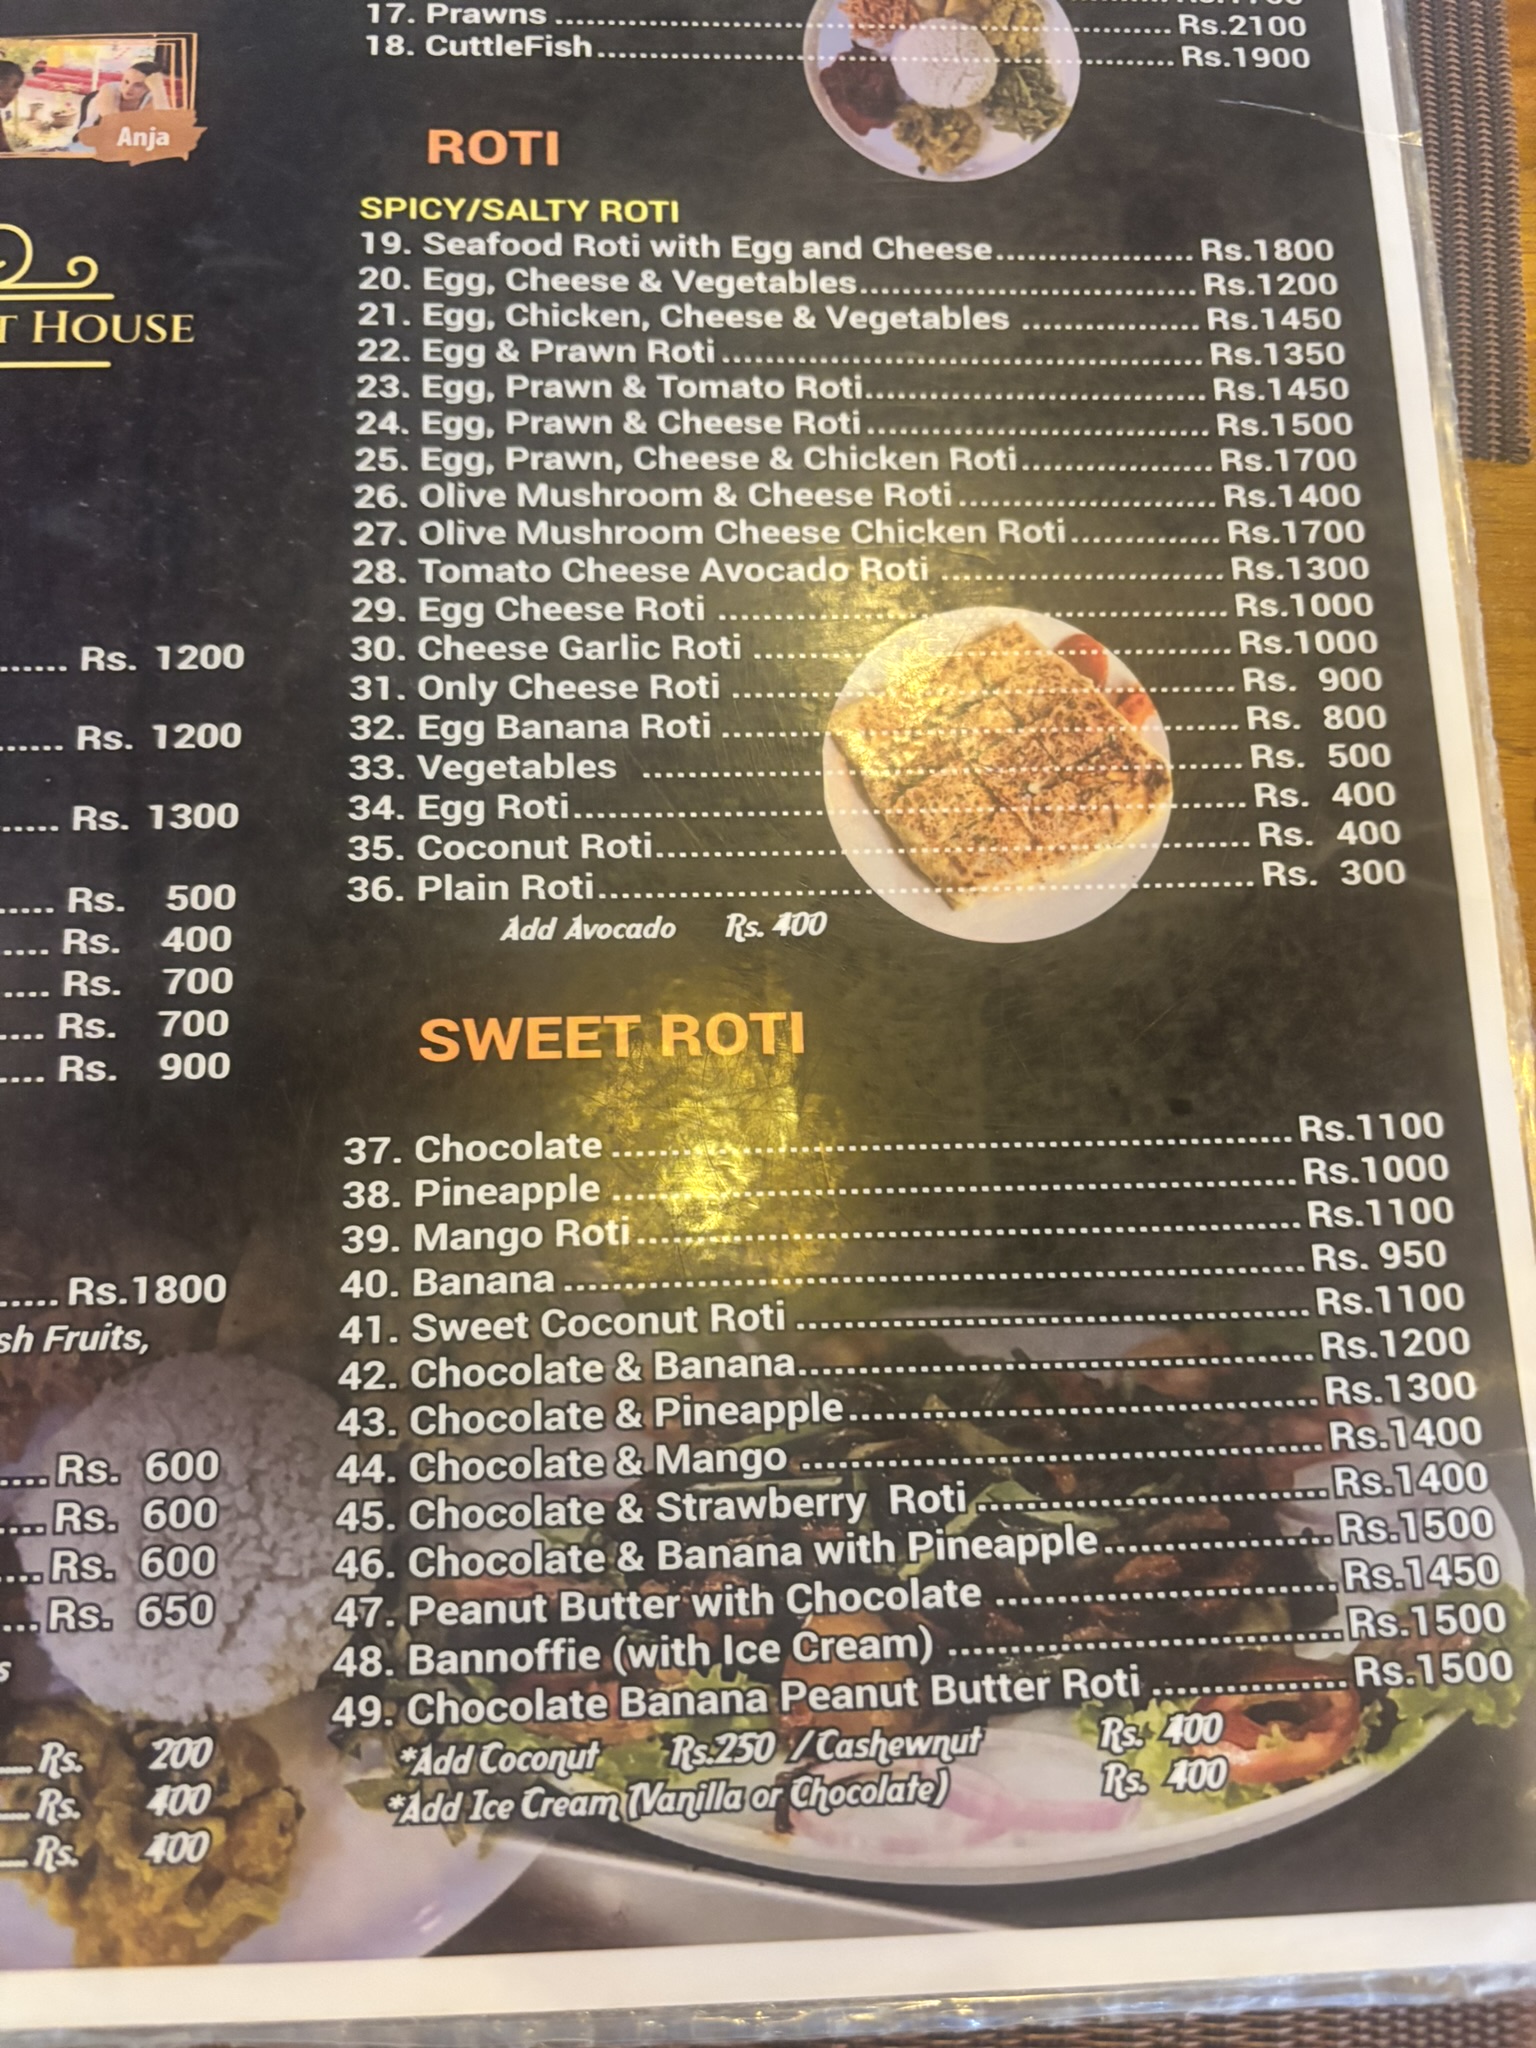 17. Prawns ........ Rs.2100
18. CuttleFish........ Rs.1900
Anja
HOUSE
ROTI
SPICY/SALTY ROTI
19. Seafood Roti with Egg and Cheese........ Rs.1800
20. Egg, Cheese & Vegetables........ Rs.1200
21. Egg, Chicken, Cheese & Vegetables ........ Rs.1450
22. Egg & Prawn Roti........ Rs.1350
23. Egg, Prawn & Tomato Roti........ Rs.1450
24. Egg, Prawn & Cheese Roti........ Rs.1500
25. Egg, Prawn, Cheese & Chicken Roti........ Rs.1700
26. Olive Mushroom & Cheese Roti........ Rs.1400
27. Olive Mushroom Cheese Chicken Roti........ Rs.1700
28. Tomato Cheese Avocado Roti ........ Rs.1300
29. Egg Cheese Roti ........ Rs.1000
30. Cheese Garlic Roti ........ Rs.1000
31. Only Cheese Roti ........ Rs. 900
32. Egg Banana Roti ........ Rs. 800
33. Vegetables ........ Rs. 500
34. Egg Roti........ Rs. 400
35. Coconut Roti........ Rs. 400
36. Plain Roti........ Rs. 300
Add Avocado Rs. 400
SWEET ROTI
37. Chocolate ........ Rs.1100
38. Pineapple ........ Rs.1000
39. Mango Roti........ Rs.1100
40. Banana ........ Rs. 950
41. Sweet Coconut Roti ........ Rs.1100
42. Chocolate & Banana........ Rs.1200
43. Chocolate & Pineapple........ Rs.1300
44. Chocolate & Mango ........ Rs.1400
45. Chocolate & Strawberry Roti ........ Rs.1400
46. Chocolate & Banana with Pineapple........ Rs.1500
47. Peanut Butter with Chocolate ........ Rs.1450
48. Bannoffie (with Ice Cream) ........ Rs.1500
49. Chocolate Banana Peanut Butter Roti ........ Rs.1500
*Add Coconut Rs.250 / Cashewnut Rs. 400
*Add Ice Cream (Vanilla or Chocolate) Rs. 400
...... Rs. 1200
...... Rs. 1200
..... Rs. 1300
..... Rs. 500
.... Rs. 400
.... Rs. 700
.... Rs. 700
.... Rs. 900
..... Rs.1800
Fruits,
.... Rs. 600
.... Rs. 600
.... Rs. 600
... Rs. 650
.... Rs. 200
.... Rs. 400
... Rs. 400